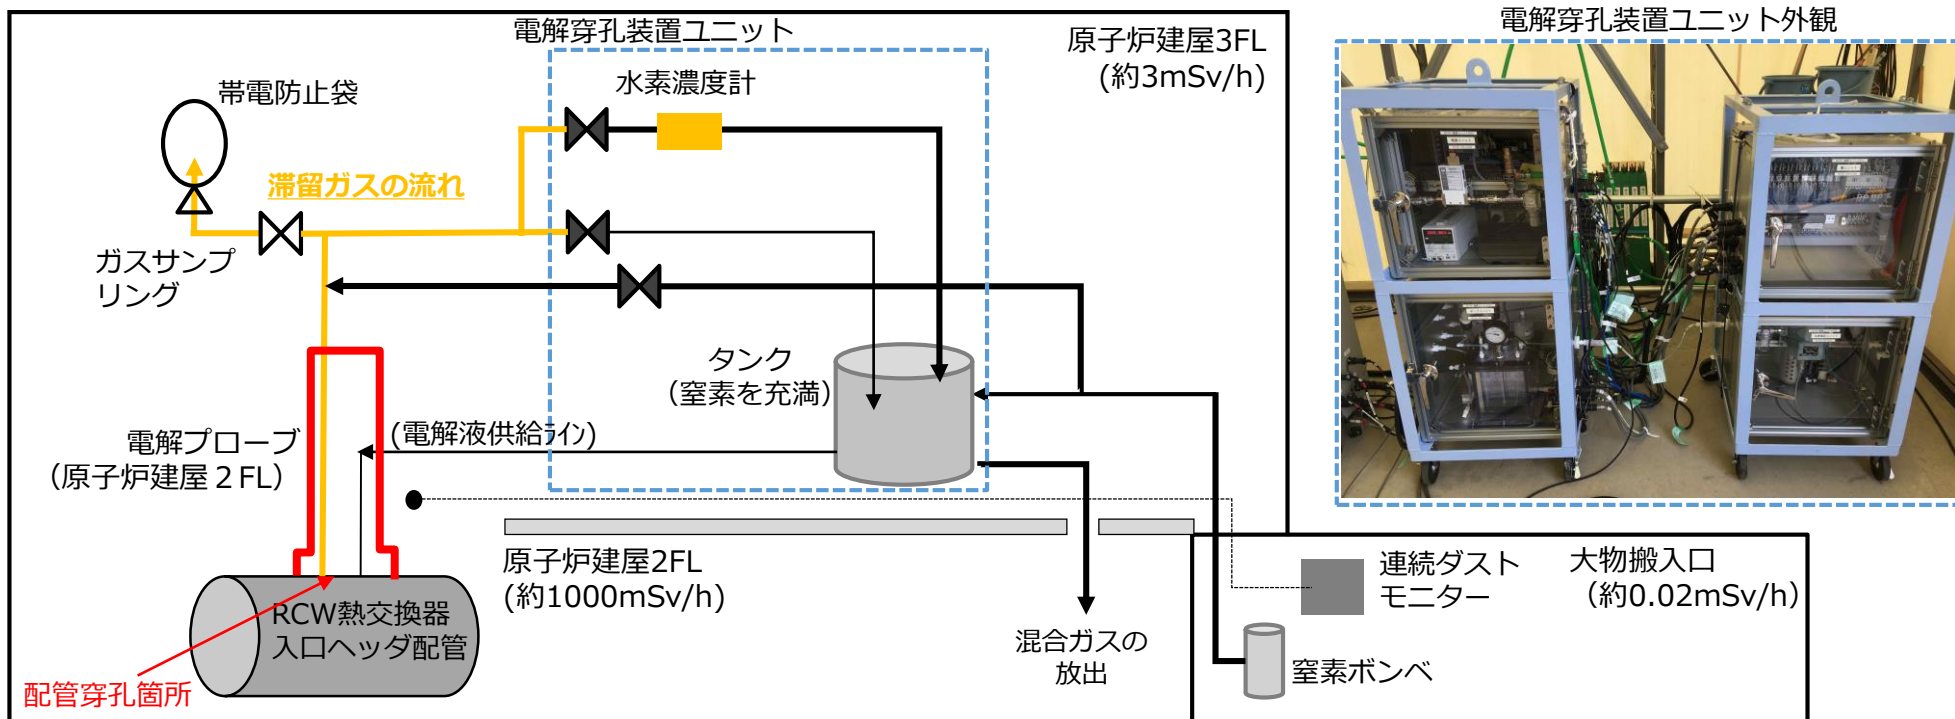 電解穿孔装置ユニット
原子炉建屋3FL
(約3mSv/h)
電解穿孔装置ユニット外観
帯電防止袋
水素濃度計
滞留ガスの流れ
ガスサンプ
リング
タンク
(窒素を充満)
電解プローブ
(原子炉建屋2FL)
(電解液供給ライン)
原子炉建屋2FL
(約1000mSv/h)
連続ダスト
モニター
大物搬入口
(約0.02mSv/h)
RCW熱交換器
入口ヘッダ配管
混合ガスの
放出
窒素ボンベ
配管穿孔箇所